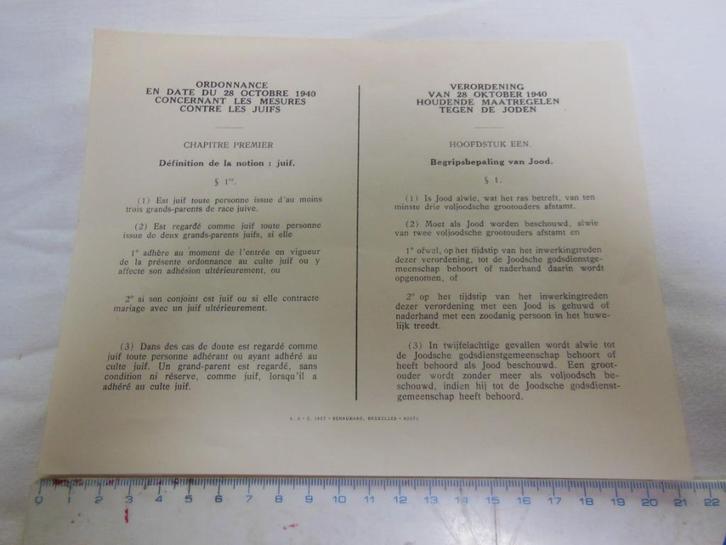 ORDONNANCE
EN DATE DU 28 OCTOBRE 1940
CONCERNANT LES MESURES
CONTRE LES JUIFS
CHAPITRE PREMIER
Définition de la notion : juif.
§ 1er.
(1) Est juif toute personne issue d'au moins
trois grands-parents de race juive.
(2) Est regardé comme juif toute personne
issue de deux grands-parents juifs, si elle
1° adhère au moment de l'entrée en vigueur
de la présente ordonnance au culte juif ou y
affecte son adhésion ultérieurement, ou
2° si son conjoint est juif ou si elle contracte
mariage avec un juif ultérieurement.
(3) Dans des cas de doute est regardé comme
juif toute personne adhérant ou ayant adhéré au
culte juif. Un grand-parent est regardé, sans
condition ni réserve, comme juif, lorsqu'il a
adhéré au culte juif.
VERORDENING
VAN 28 OKTOBER 1940
HOUDENDE MAATREGELEN
TEGEN DE JODEN
HOOFDSTUK EEN.
Begripsbepaling van Jood.
§ 1.
(1) Is Jood alwie, wat het ras betreft, van ten
minste drie voljoodsche grootouders afstamt.
(2) Moet als Jood worden beschouwd, alwie
van twee voljoodsche grootouders afstamt en
1° ofwel, op het tijdstip van het inwerkingtreden
dezer verordening, tot de Joodsche godsdienstge-
meenschap behoort of naderhand daarin wordt
opgenomen, of
2° op het tijdstip van het inwerkingtreden
dezer verordening met een Jood is gehuwd of
naderhand met een zoodanig persoon in het huwe-
lijk treedt.
(3) In twijfelachtige gevallen wordt alwie tot
de Joodsche godsdienstgemeenschap behoort of
heeft behoord als Jood beschouwd. Een groot-
ouder wordt zonder meer als voljoodsch be-
schouwd, indien hij tot de Joodsche godsdienst-
gemeenschap heeft behoord.
0 1 2 3 4 5 6 7 8 9 10 11 12 13 14 15 16 17 18 19 20 21 22